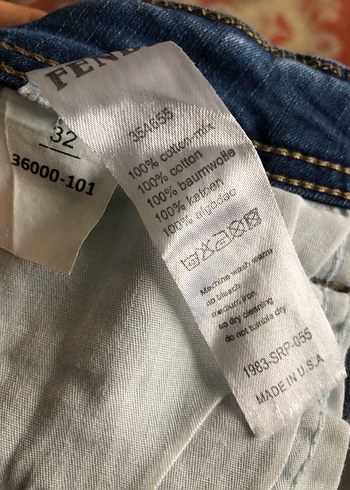 32
36000-101
FEN
354655
100% cotton-mix
100% cotton
100% baumwolle
100% katoen
100% algodao
Machine wash warm
no bleach
medium iron
no dry cleaning
do not tumble dry
1983-SRP-055
MADE IN U.S.A